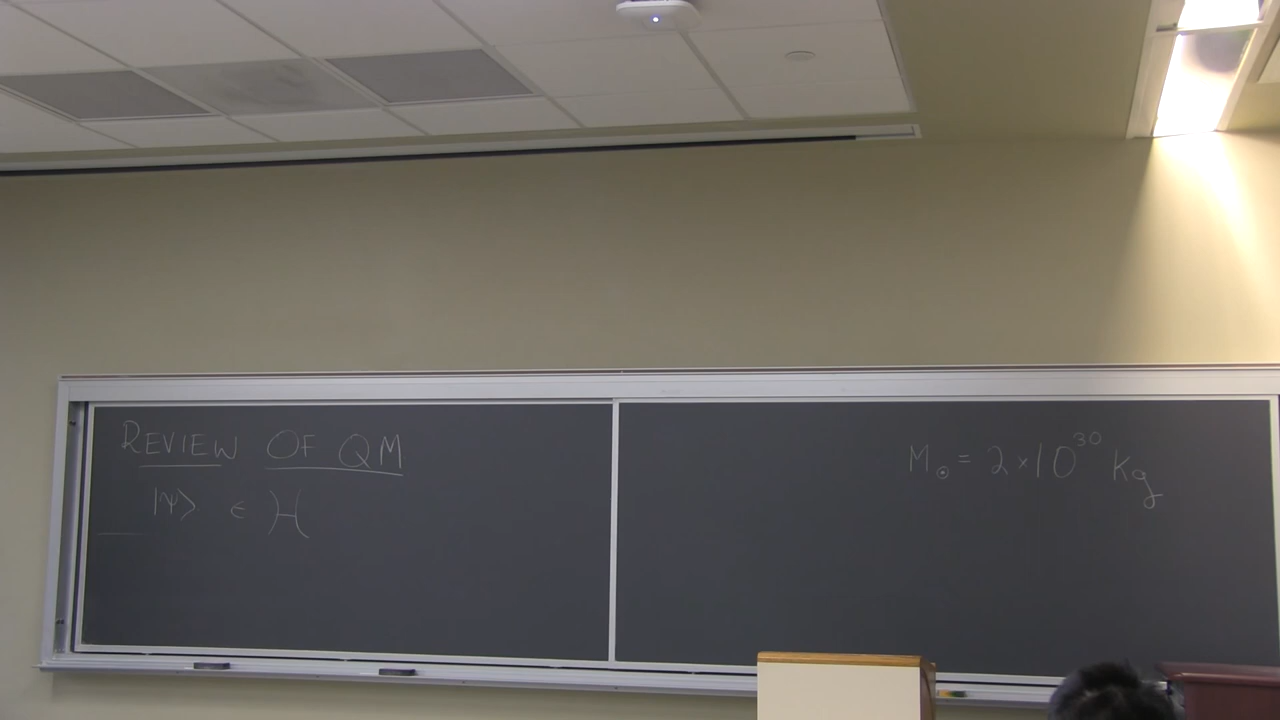 REVIEW OF QM
|Ψ> ∈ H
M☉ = 2×10³⁰ Kg